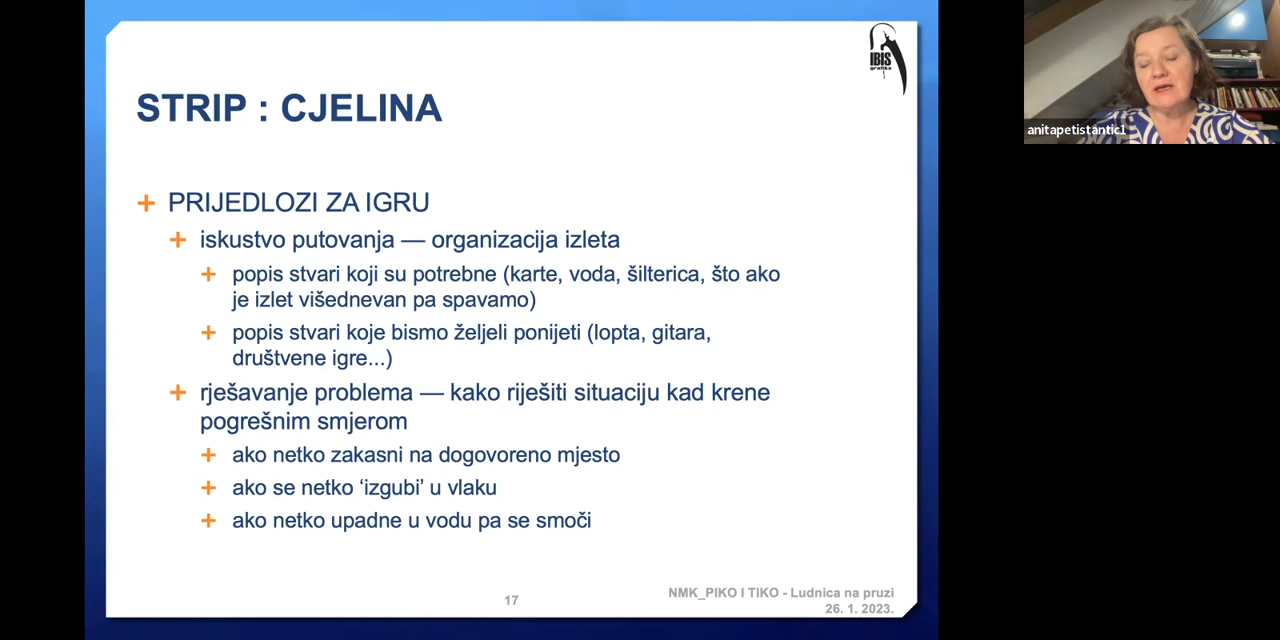 IBIS
grafika
anitapetistantic1
STRIP : CJELINA
PRIJEDLOZI ZA IGRU
iskustvo putovanja — organizacija izleta
popis stvari koji su potrebne (karte, voda, šilterica, što ako
je izlet višednevan pa spavamo)
popis stvari koje bismo željeli ponijeti (lopta, gitara,
društvene igre...)
rješavanje problema — kako riješiti situaciju kad krene
pogrešnim smjerom
ako netko zakasni na dogovoreno mjesto
ako se netko ‘izgubi’ u vlaku
ako netko upadne u vodu pa se smoči
17
NMK_PIKO I TIKO - Ludnica na pruzi
26. 1. 2023.